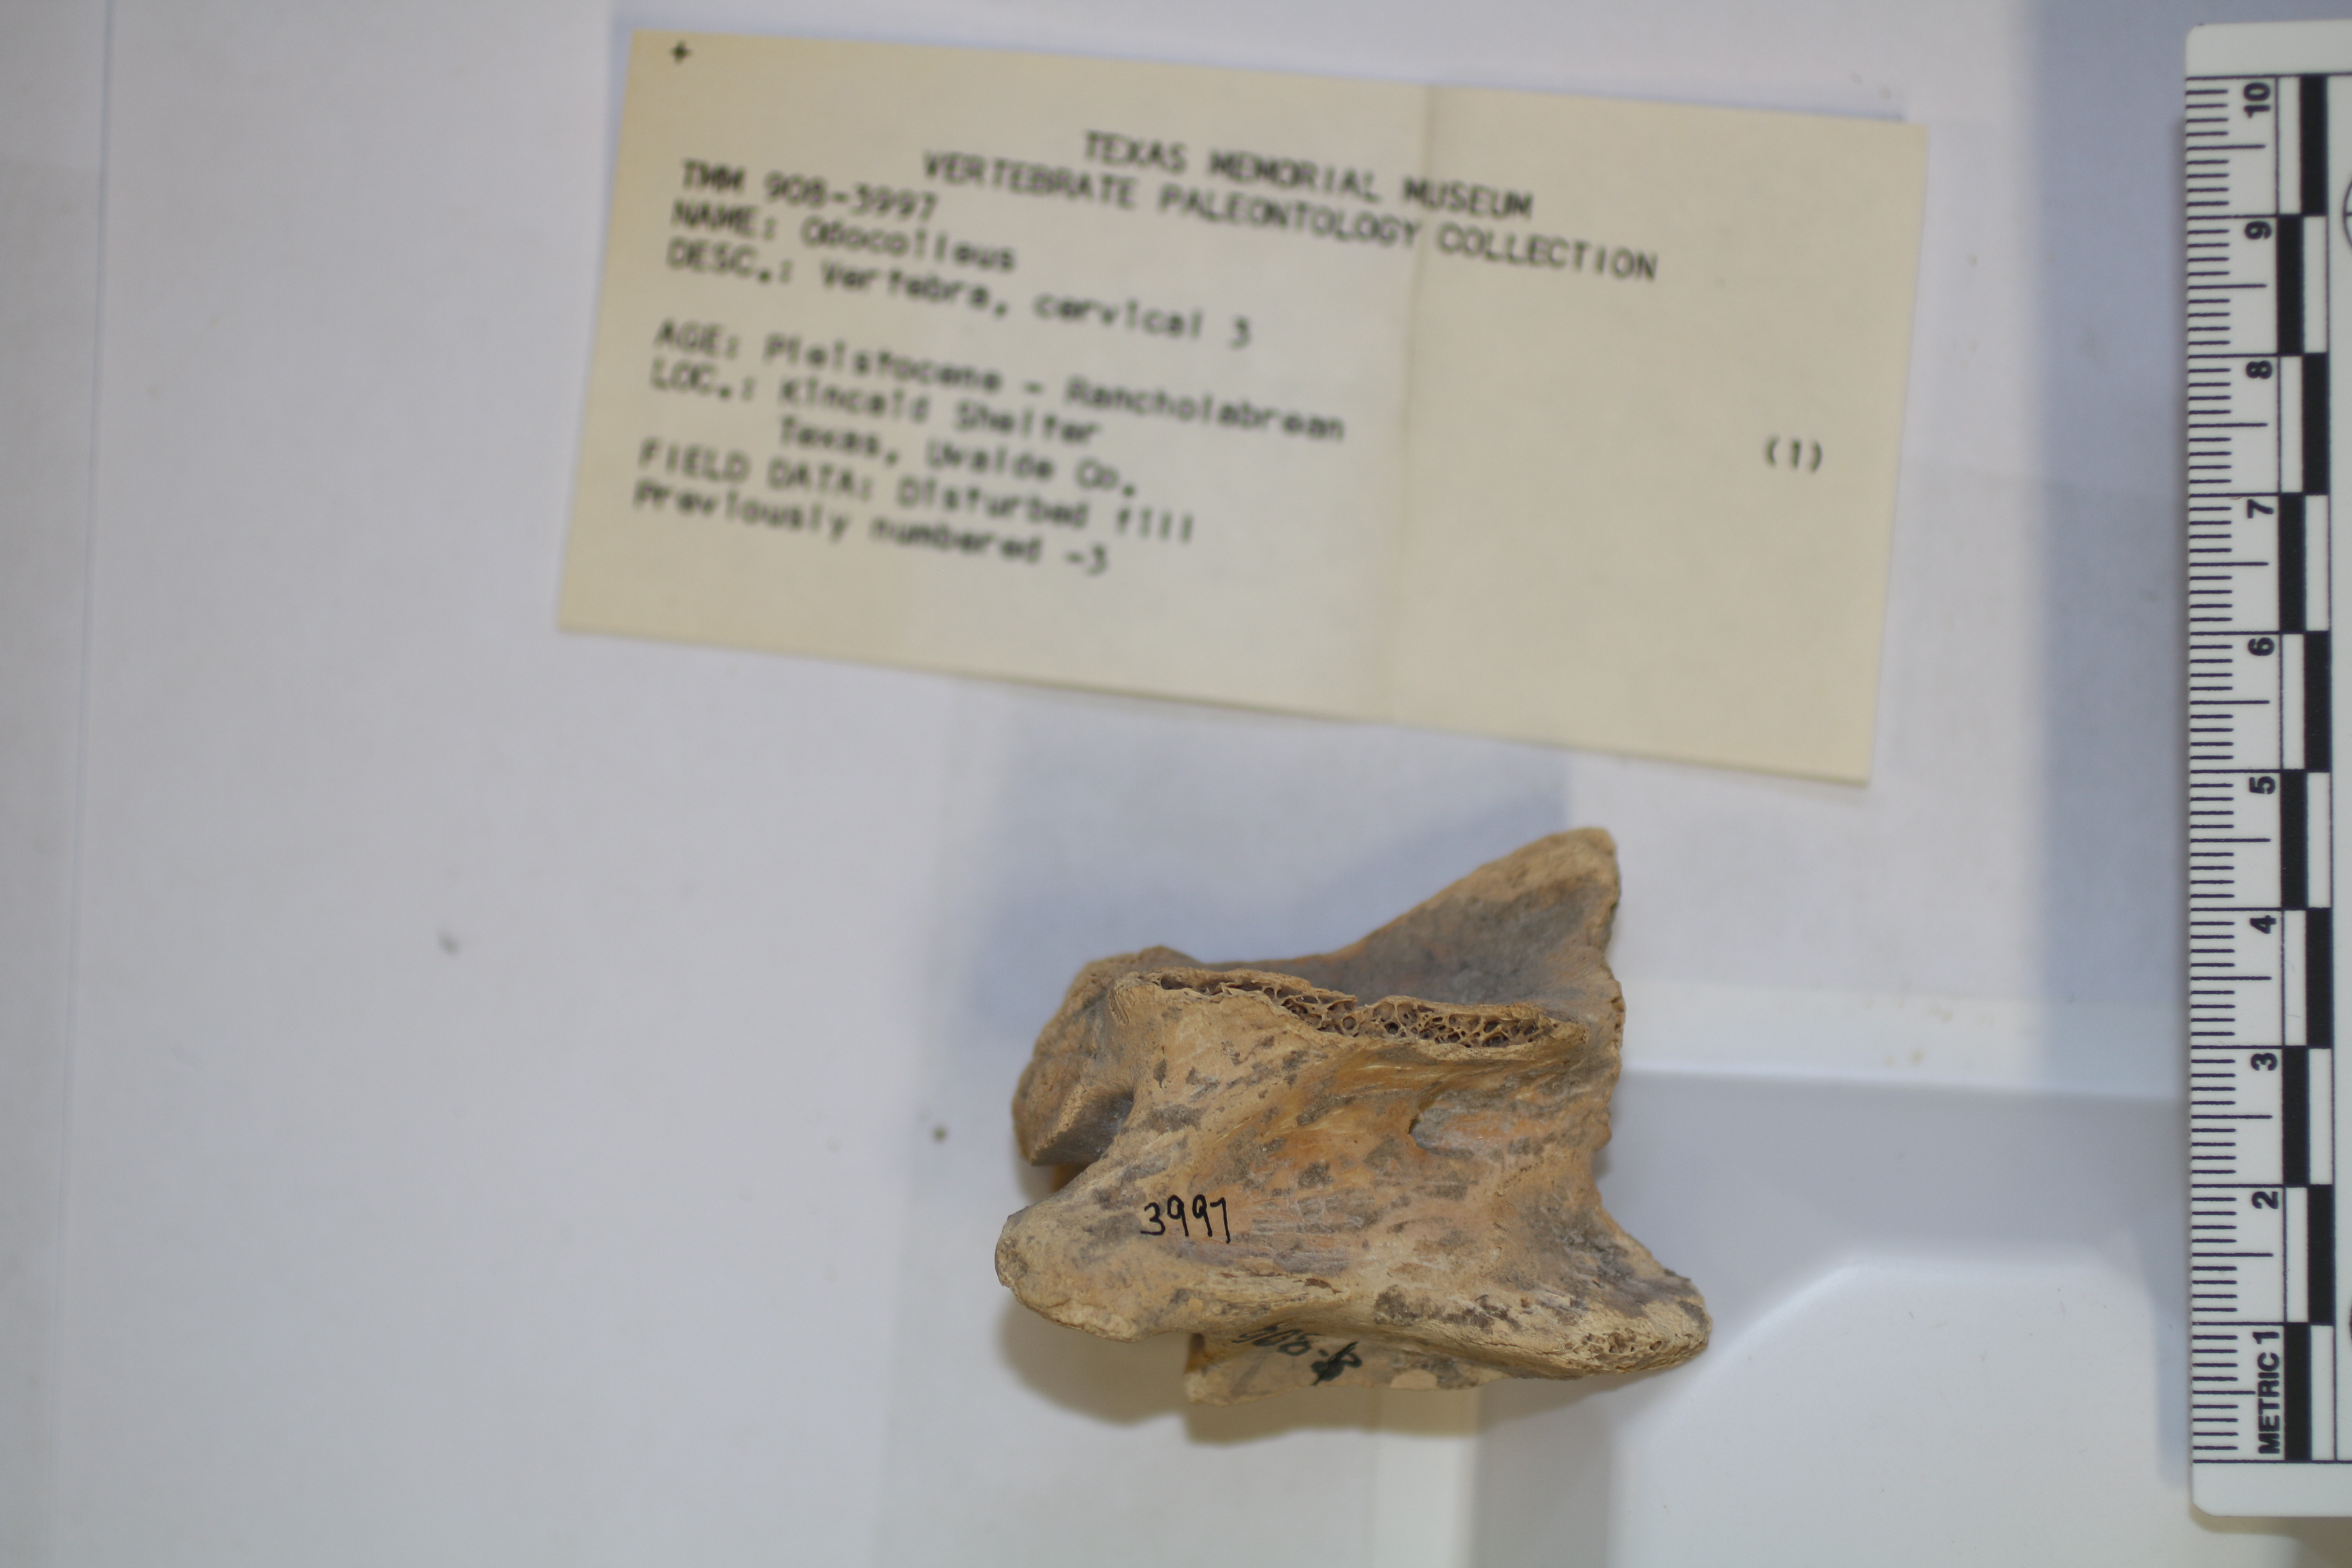 +
TEXAS MEMORIAL MUSEUM
VERTEBRATE PALEONTOLOGY COLLECTION
TMM 908-3997
NAME: Odocoileus
DESC.: Vertebra, cervical 3
AGE: Pleistocene - Rancholabrean
LOC.: Kincaid Shelter
Texas, Uvalde Co.
FIELD DATA: Disturbed fill
Previously numbered -3
(1)
3997
METRIC 1 2 3 4 5 6 7 8 9 10